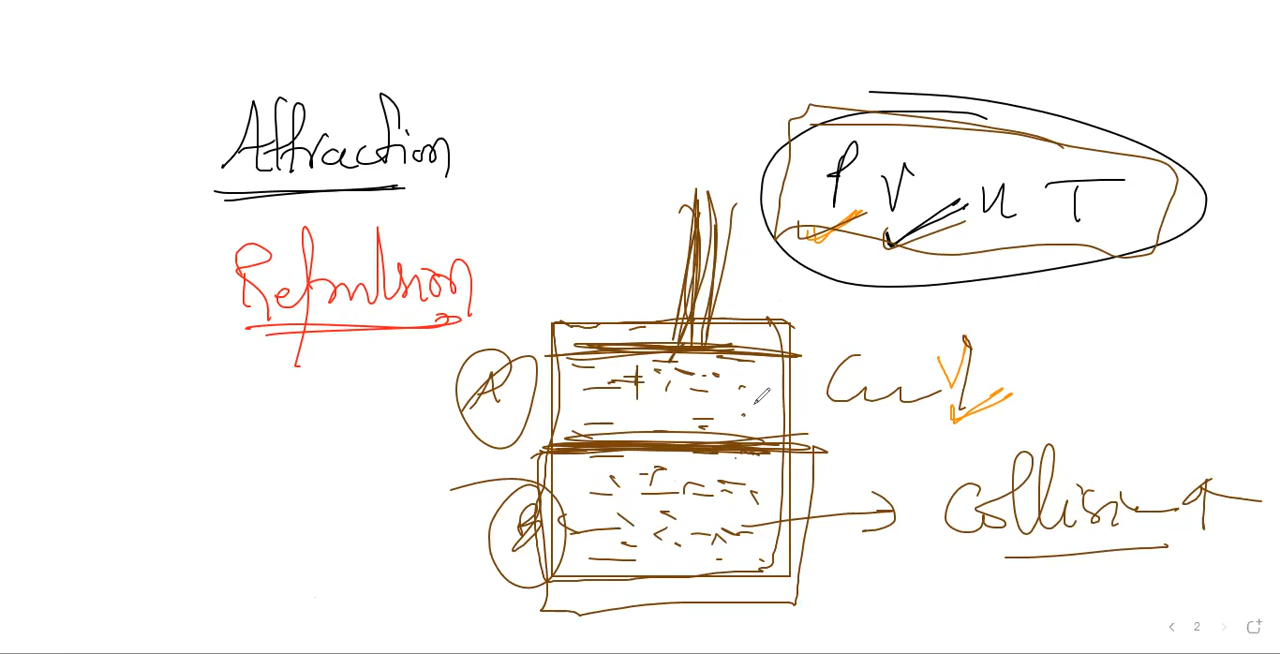 Attraction
P V n T
Repulsion
A
B
Collision ↑
2